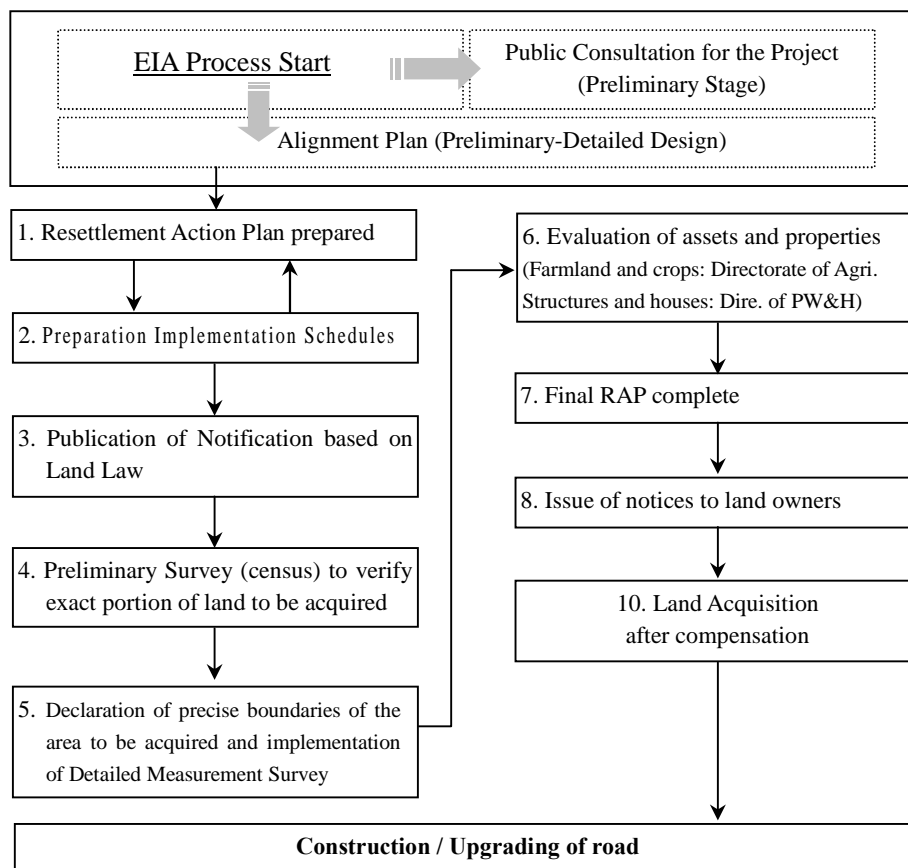 EIA Process Start
Public Consultation for the Project
(Preliminary Stage)
Alignment Plan (Preliminary-Detailed Design)
1. Resettlement Action Plan prepared
2. Preparation Implementation Schedules
3. Publication of Notification based on
Land Law
4. Preliminary Survey (census) to verify
exact portion of land to be acquired
5. Declaration of precise boundaries of the
area to be acquired and implementation
of Detailed Measurement Survey
6. Evaluation of assets and properties
(Farmland and crops: Directorate of Agri.
Structures and houses: Dire. of PW&H)
7. Final RAP complete
8. Issue of notices to land owners
10. Land Acquisition
after compensation
Construction / Upgrading of road